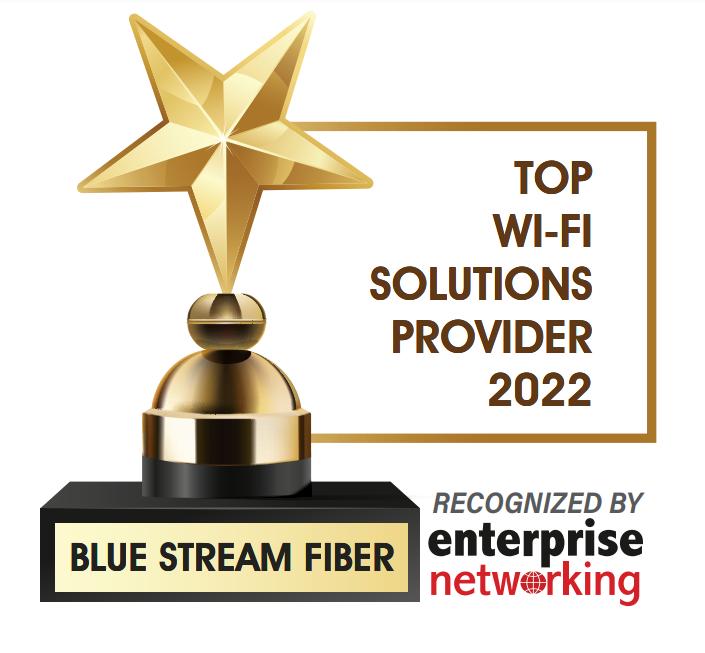 TOP
WI-FI
SOLUTIONS
PROVIDER
2022
RECOGNIZED BY
enterprise
networking
BLUE STREAM FIBER